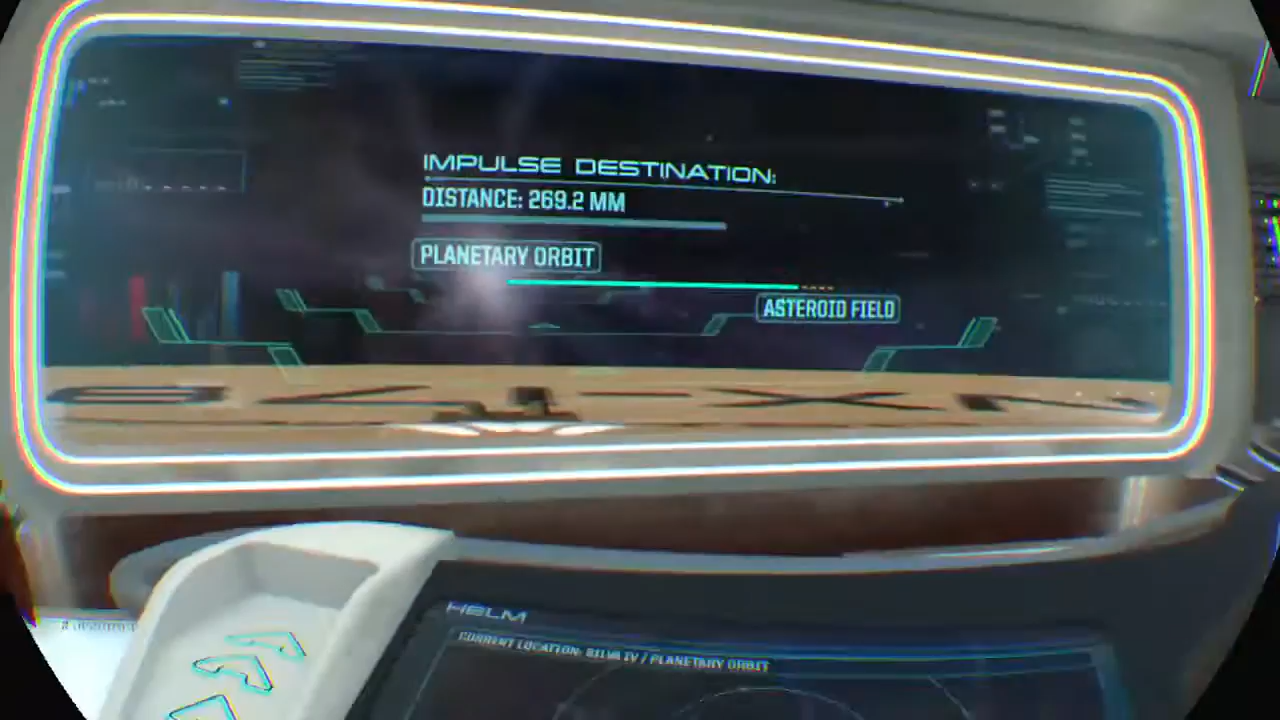 IMPULSE DESTINATION:
DISTANCE: 269.2 MM
PLANETARY ORBIT
ASTEROID FIELD
HELM
CURRENT LOCATION: SILVA IV / PLANETARY ORBIT